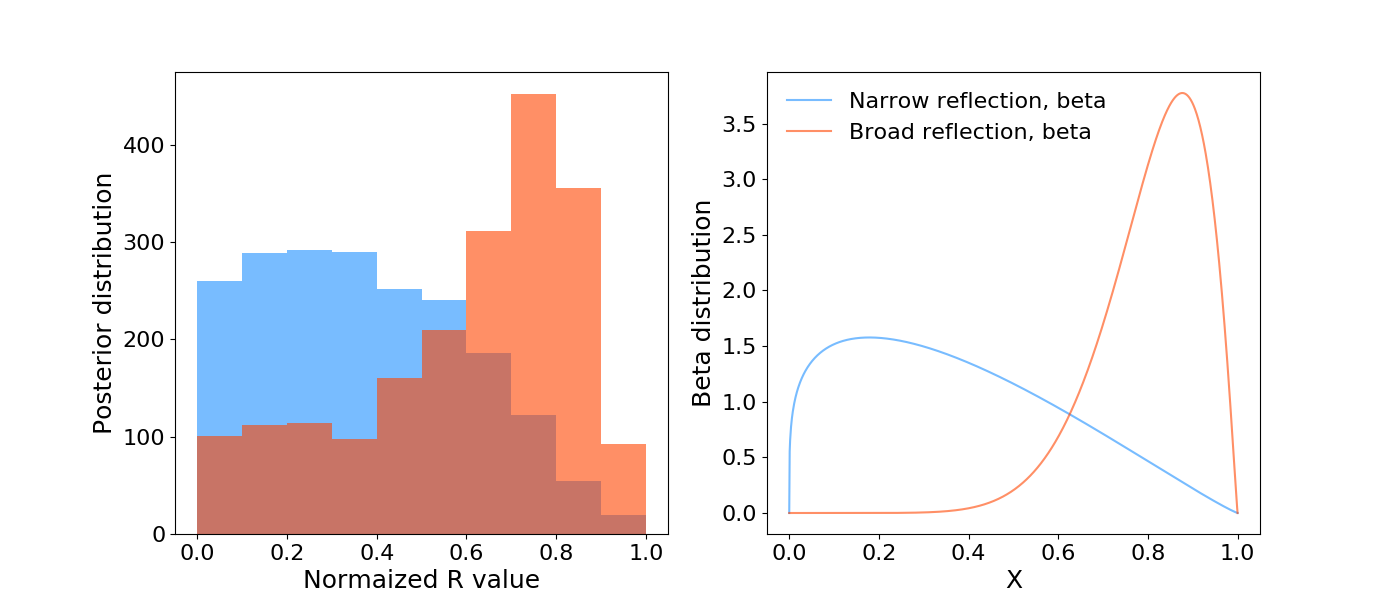 Posterior distribution
400
300
200
100
0
0.0 0.2 0.4 0.6 0.8 1.0
Normaized R value
Beta distribution
Narrow reflection, beta
Broad reflection, beta
3.5
3.0
2.5
2.0
1.5
1.0
0.5
0.0
0.0 0.2 0.4 0.6 0.8 1.0
X